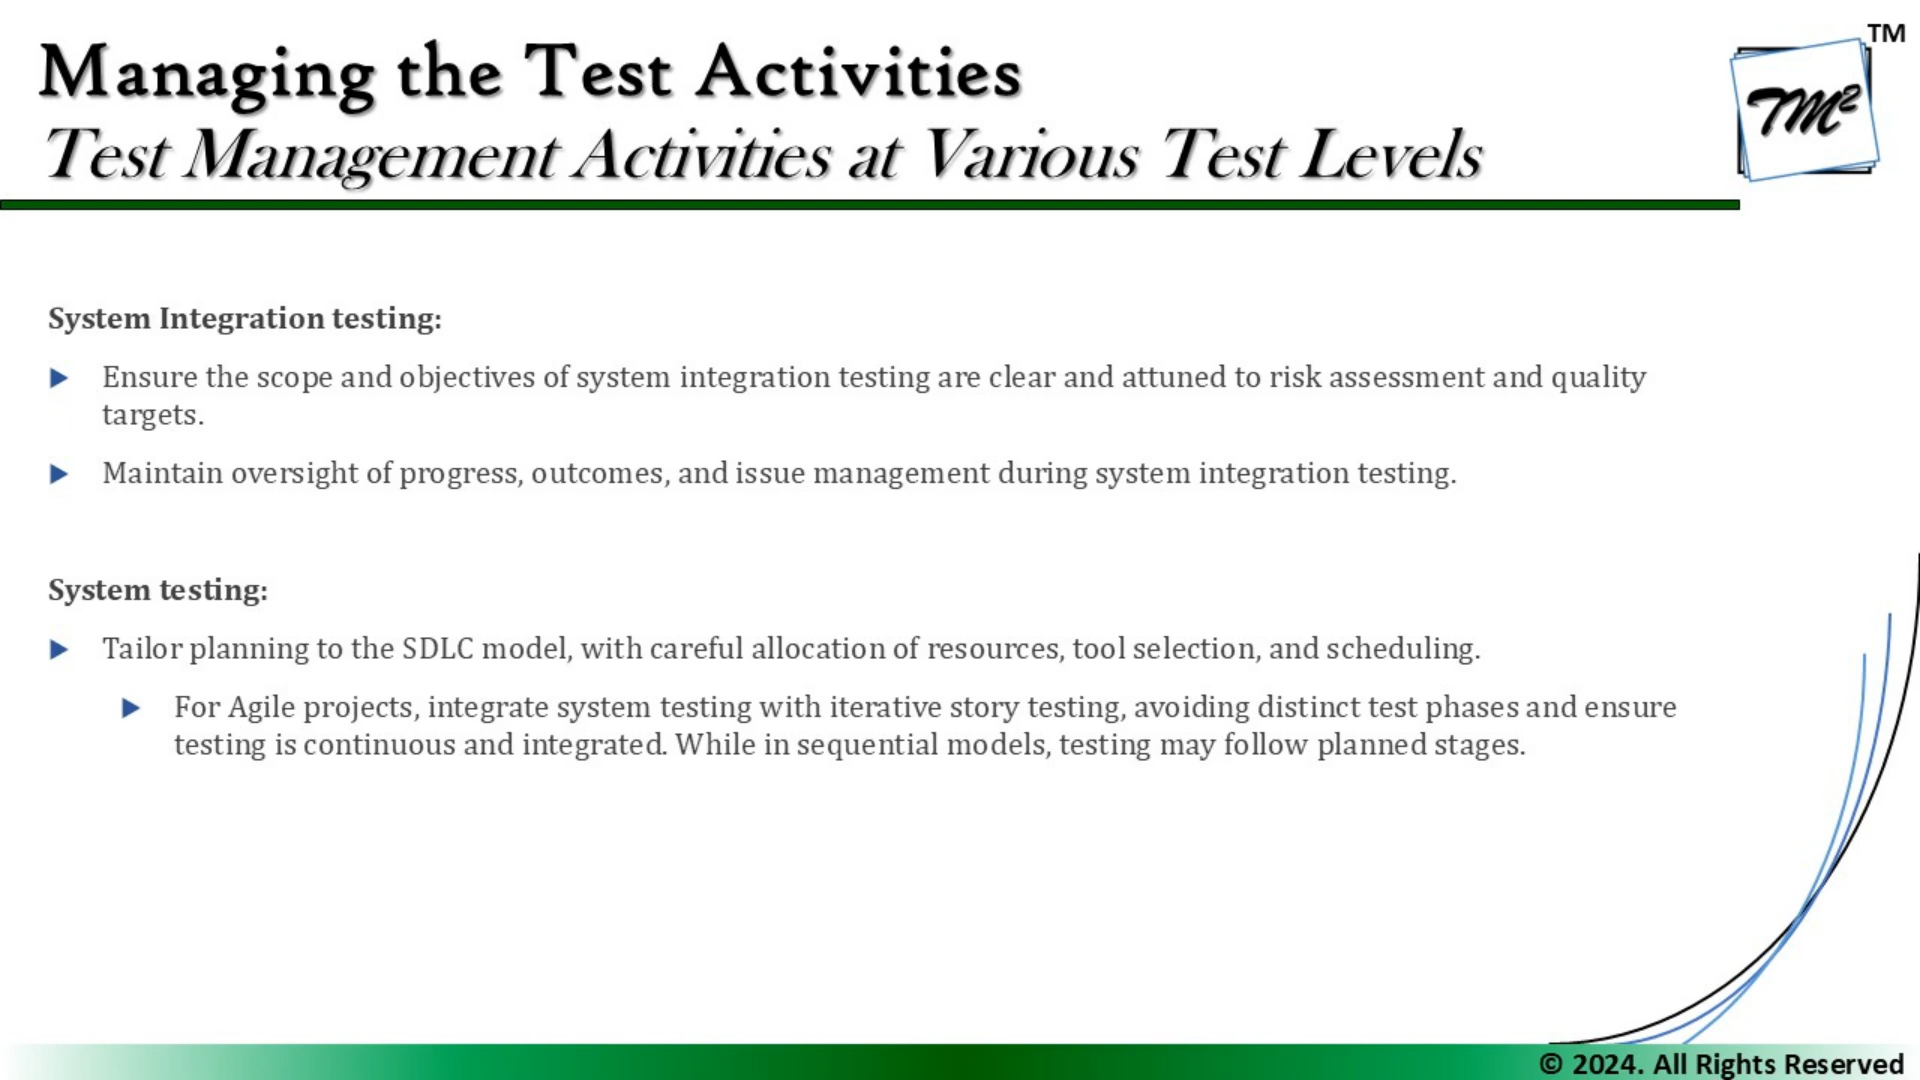 Managing the Test Activities
TM
TM²
Test Management Activities at Various Test Levels
System Integration testing:
Ensure the scope and objectives of system integration testing are clear and attuned to risk assessment and quality
targets.
Maintain oversight of progress, outcomes, and issue management during system integration testing.
System testing:
Tailor planning to the SDLC model, with careful allocation of resources, tool selection, and scheduling.
For Agile projects, integrate system testing with iterative story testing, avoiding distinct test phases and ensure
testing is continuous and integrated. While in sequential models, testing may follow planned stages.
© 2024. All Rights Reserved